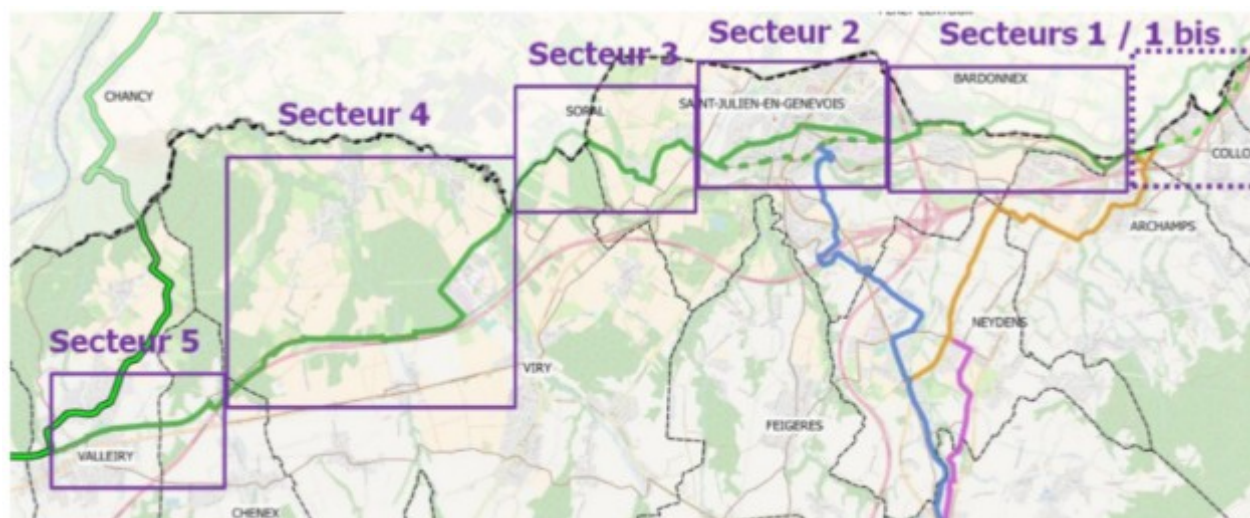 Secteur 2
Secteurs 1 / 1 bis
Secteur 3
BARDONNEX
CHANCY
SORAL
SAINT-JULIEN-EN-GENEVOIS
Secteur 4
ARCHAMPS
NEYDENS
Secteur 5
VIRY
FEIGERES
VALLEIRY
CHENEX